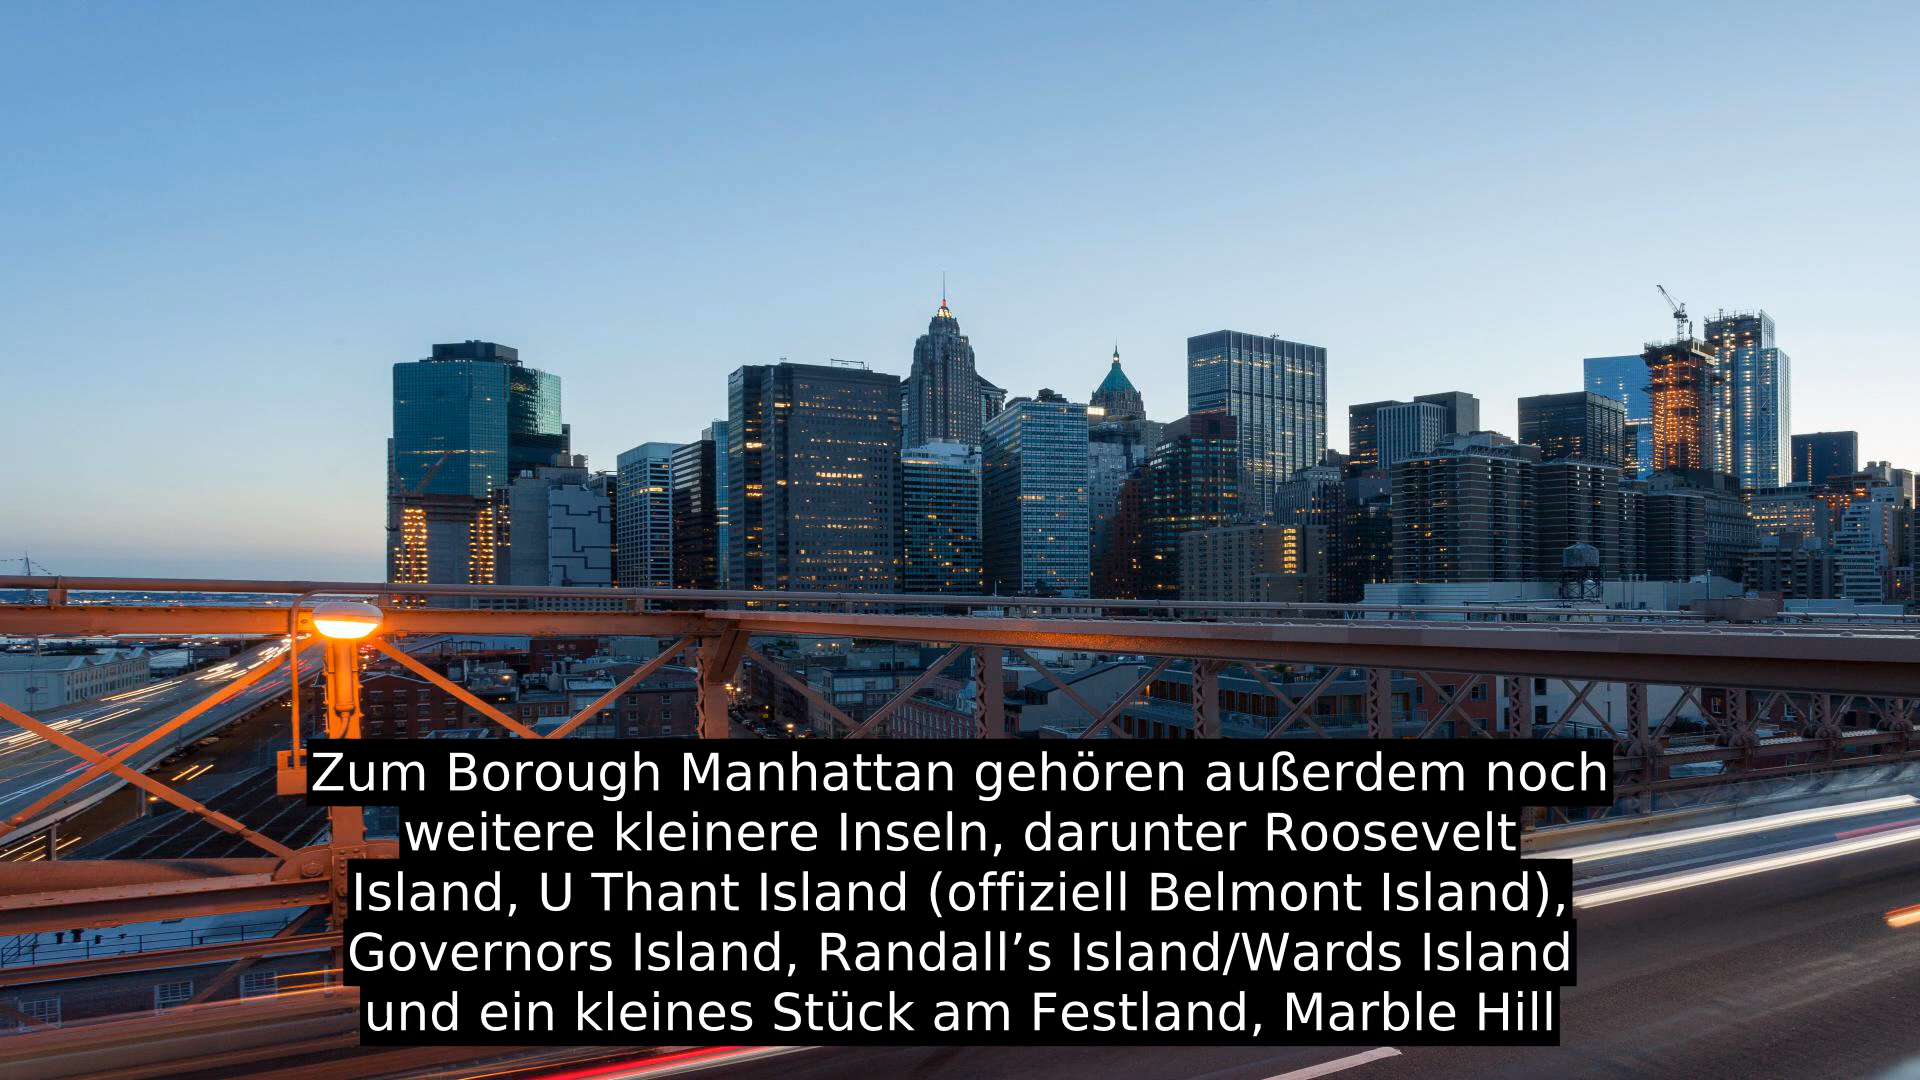 Zum Borough Manhattan gehören außerdem noch
weitere kleinere Inseln, darunter Roosevelt
Island, U Thant Island (offiziell Belmont Island),
Governors Island, Randall’s Island/Wards Island
und ein kleines Stück am Festland, Marble Hill